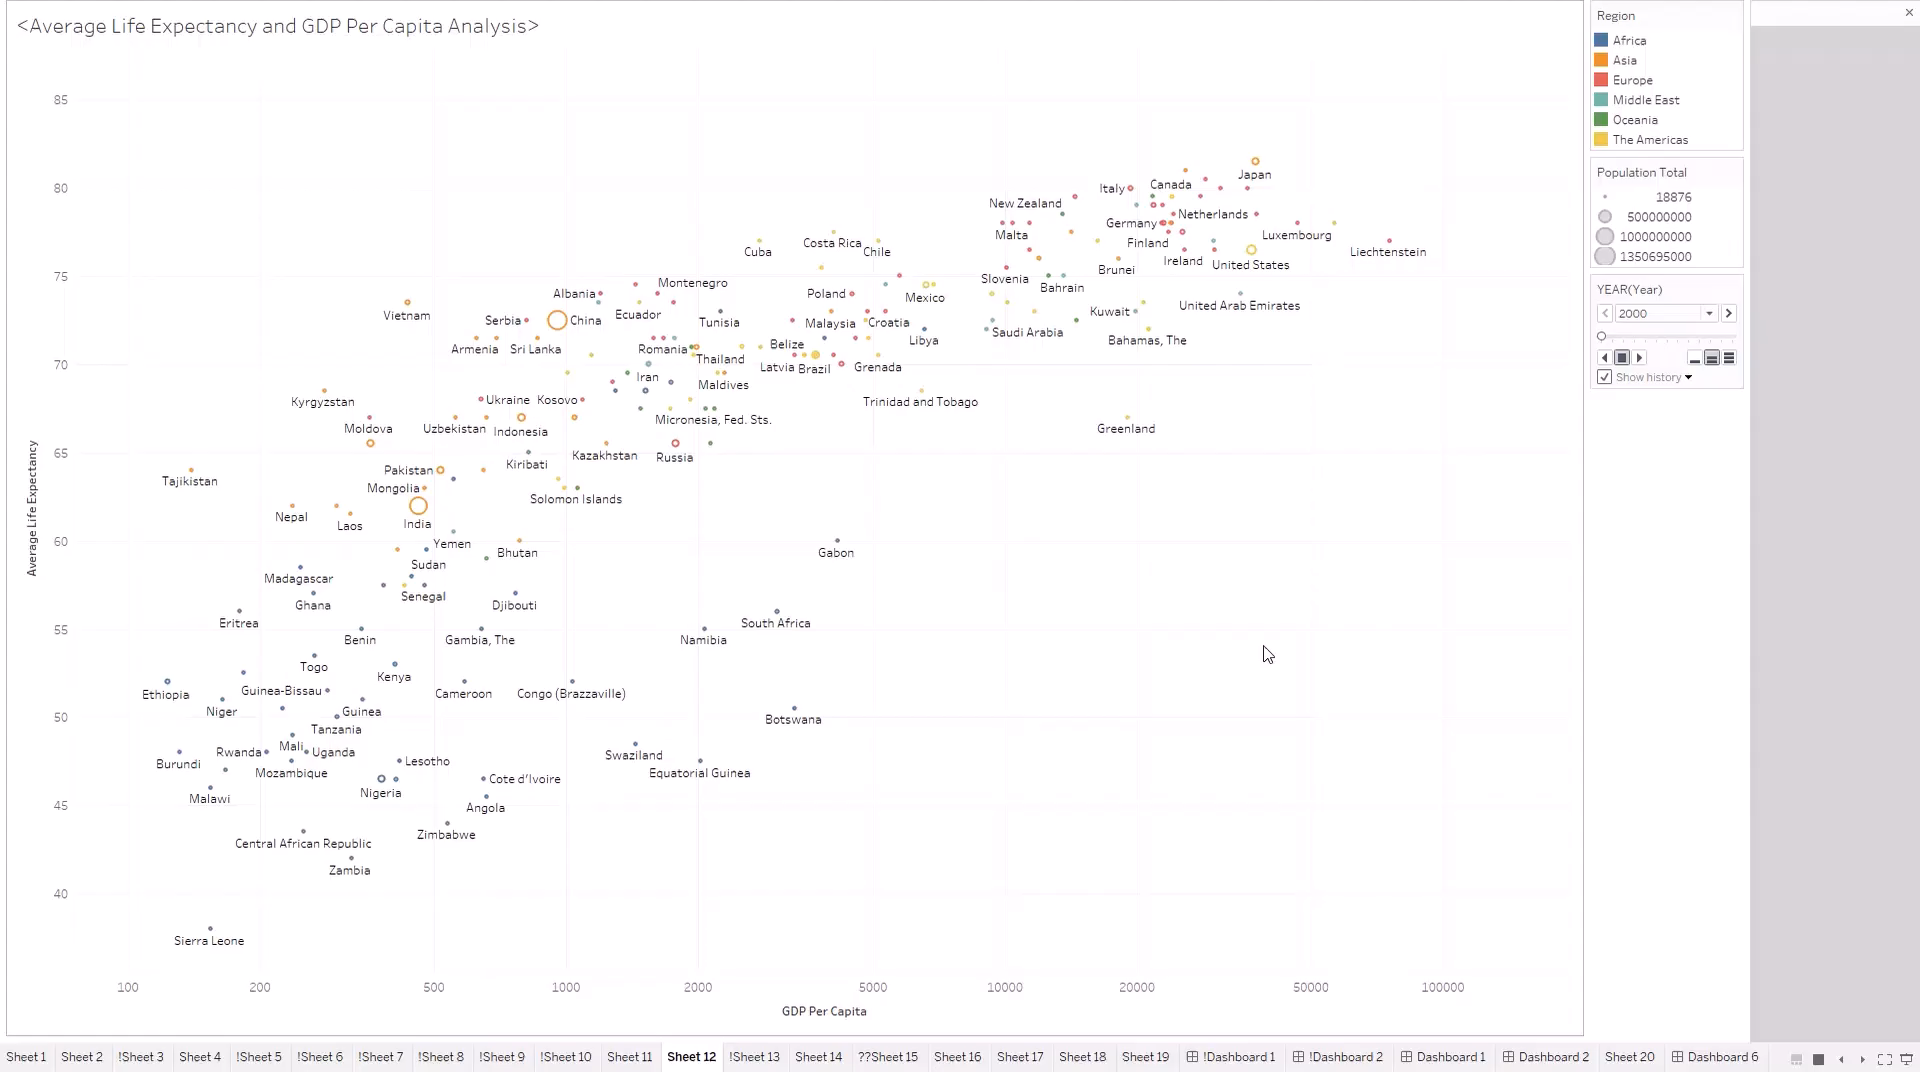 <Average Life Expectancy and GDP Per Capita Analysis>
85
80
75
70
65
60
55
50
45
40
Average Life Expectancy
Japan
Italy
Canada
New Zealand
Netherlands
Germany
Malta
Luxembourg
Finland
Cuba
Costa Rica
Chile
Liechtenstein
Ireland
United States
Brunei
Slovenia
Bahrain
Montenegro
Albania
Poland
Mexico
United Arab Emirates
Kuwait
Vietnam
Ecuador
Serbia
China
Tunisia
Malaysia
Croatia
Saudi Arabia
Libya
Bahamas, The
Belize
Armenia
Sri Lanka
Romania
Thailand
Latvia
Brazil
Grenada
Iran
Maldives
Kyrgyzstan
Ukraine
Kosovo
Trinidad and Tobago
Micronesia, Fed. Sts.
Moldova
Uzbekistan
Indonesia
Greenland
Kazakhstan
Russia
Kiribati
Pakistan
Tajikistan
Mongolia
Solomon Islands
Nepal
Laos
India
Yemen
Bhutan
Gabon
Sudan
Madagascar
Senegal
Ghana
Djibouti
Eritrea
South Africa
Benin
Gambia, The
Namibia
Togo
Kenya
Ethiopia
Guinea-Bissau
Cameroon
Congo (Brazzaville)
Niger
Guinea
Botswana
Tanzania
Mali
Rwanda
Uganda
Swaziland
Burundi
Lesotho
Mozambique
Equatorial Guinea
Cote d'Ivoire
Nigeria
Malawi
Angola
Zimbabwe
Central African Republic
Zambia
Sierra Leone
100 200 500 1000 2000 5000 10000 20000 50000 100000
GDP Per Capita
Region
Africa
Asia
Europe
Middle East
Oceania
The Americas
Population Total
18876
500000000
1000000000
1350695000
YEAR(Year)
2000
Show history
Sheet 1 Sheet 2 !Sheet 3 Sheet 4 !Sheet 5 !Sheet 6 !Sheet 7 !Sheet 8 !Sheet 9 !Sheet 10 Sheet 11 Sheet 12 !Sheet 13 Sheet 14 ??Sheet 15 Sheet 16 Sheet 17 Sheet 18 Sheet 19 !Dashboard 1 !Dashboard 2 Dashboard 1 Dashboard 2 Sheet 20 Dashboard 6